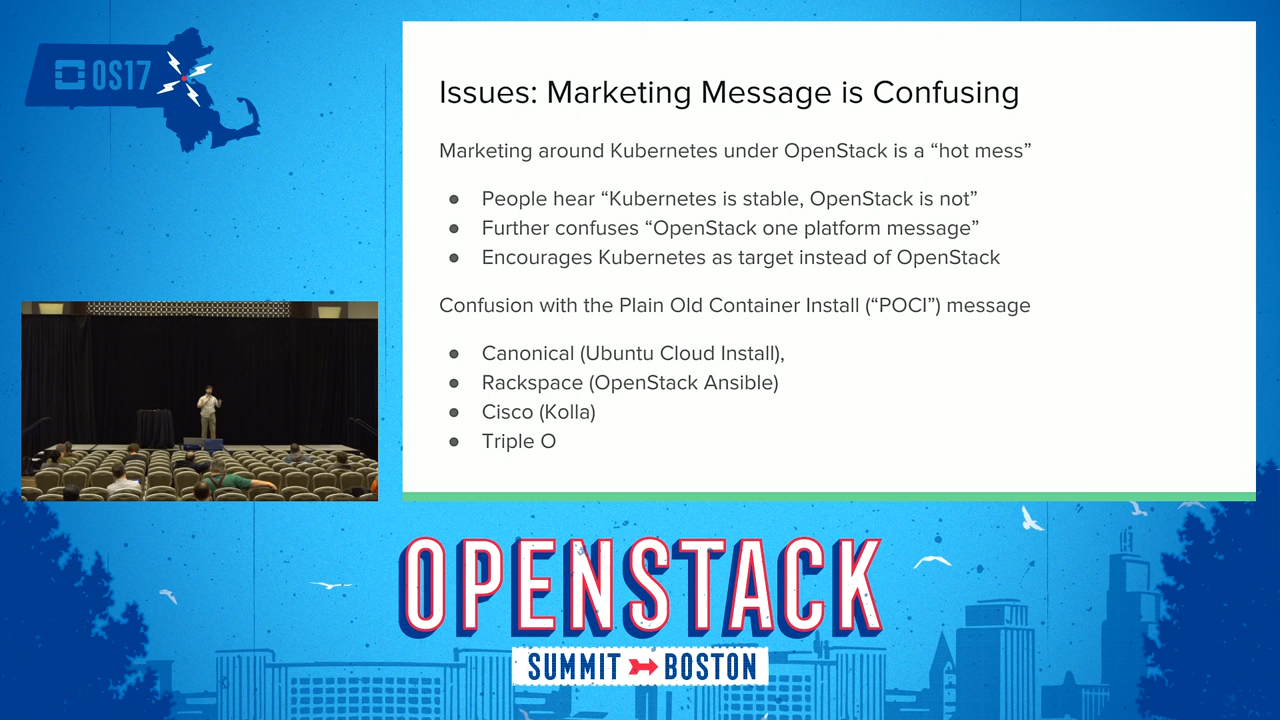 OS17
Issues: Marketing Message is Confusing
Marketing around Kubernetes under OpenStack is a “hot mess”
● People hear “Kubernetes is stable, OpenStack is not”
● Further confuses “OpenStack one platform message”
● Encourages Kubernetes as target instead of OpenStack
Confusion with the Plain Old Container Install (“POCI”) message
● Canonical (Ubuntu Cloud Install),
● Rackspace (OpenStack Ansible)
● Cisco (Kolla)
● Triple O
OPENSTACK
SUMMIT BOSTON